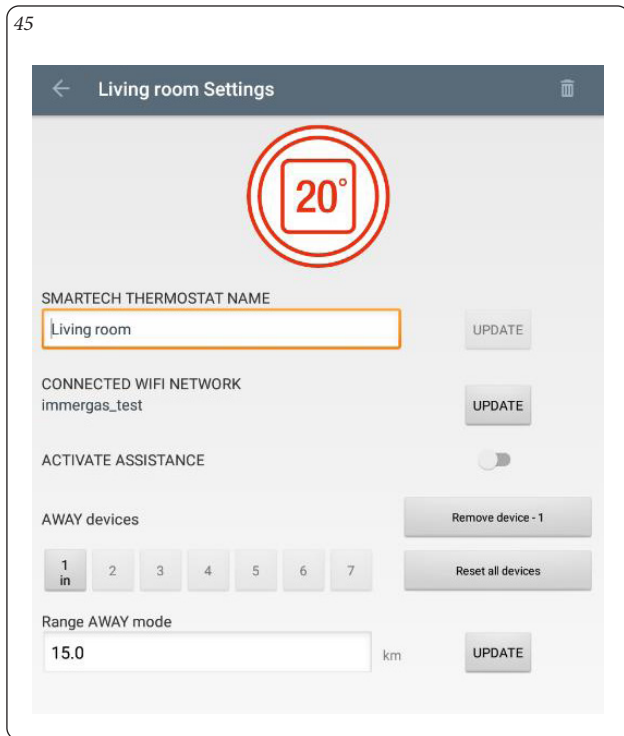 45
Living room Settings
20°
SMARTECH THERMOSTAT NAME
Living room
UPDATE
CONNECTED WIFI NETWORK
immergas_test
UPDATE
ACTIVATE ASSISTANCE
AWAY devices
Remove device - 1
1 2 3 4 5 6 7
in
Reset all devices
Range AWAY mode
15.0 km UPDATE